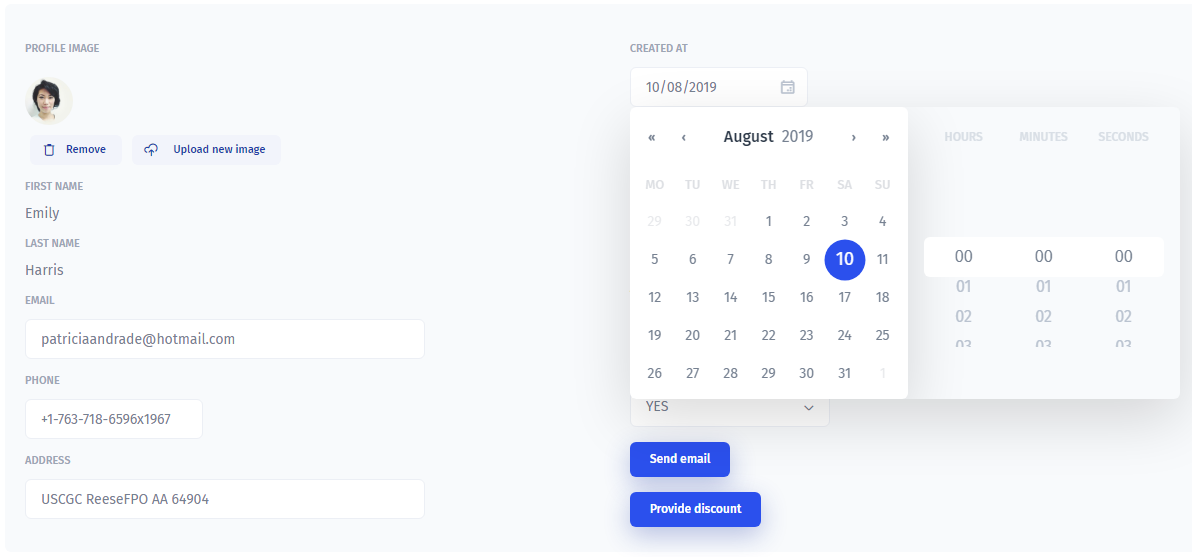 PROFILE IMAGE
Remove
Upload new image
FIRST NAME
Emily
LAST NAME
Harris
EMAIL
patriciaandrade@hotmail.com
PHONE
+1-763-718-6596x1967
ADDRESS
USCGC ReeseFPO AA 64904
CREATED AT
10/08/2019
« ‹ August 2019 › »
MO TU WE TH FR SA SU
29 30 31 1 2 3 4
5 6 7 8 9 10 11
12 13 14 15 16 17 18
19 20 21 22 23 24 25
26 27 28 29 30 31 1
HOURS MINUTES SECONDS
00 00 00
01 01 01
02 02 02
03 03 03
YES
Send email
Provide discount